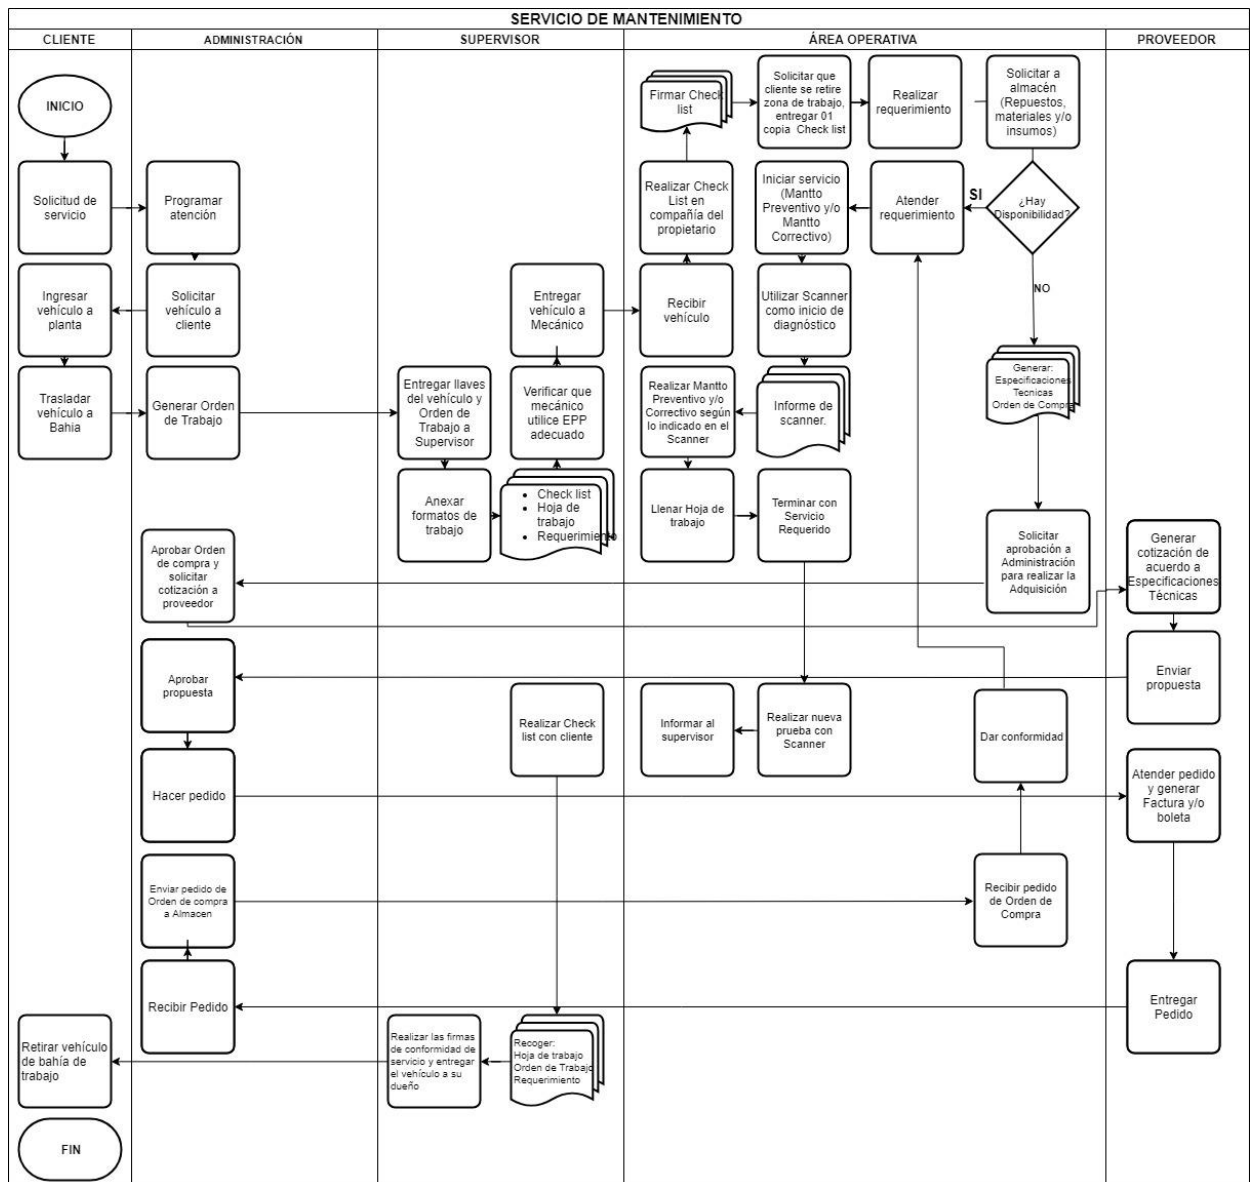 SERVICIO DE MANTENIMIENTO
CLIENTE
ADMINISTRACIÓN
SUPERVISOR
ÁREA OPERATIVA
PROVEEDOR
INICIO
Firmar Check
list
Solicitar que
cliente se retire
zona de trabajo,
entregar 01
copia Check list
Realizar
requerimiento
Solicitar a
almacén
(Repuestos,
materiales y/o
insumos)
Solicitud de
servicio
Programar
atención
Realizar Check
List en
compañía del
propietario
Iniciar servicio
(Mantto
Preventivo y/o
Mantto
Correctivo)
Atender
requerimiento
SI
¿Hay
Disponibilidad?
NO
Ingresar
vehículo a
planta
Solicitar
vehículo a
cliente
Entregar
vehículo a
Mecánico
Recibir
vehículo
Utilizar Scanner
como inicio de
diagnóstico
Trasladar
vehículo a
Bahia
Generar Orden
de Trabajo
Entregar llaves
del vehículo y
Orden de
Trabajo a
Supervisor
Verificar que
mecánico
utilice EPP
adecuado
Realizar Mantto
Preventivo y/o
Correctivo según
lo indicado en el
Scanner
Informe de
scanner.
Generar:
Especificaciones
Tecnicas
Orden de Compra
Anexar
formatos de
trabajo
• Check list
• Hoja de
trabajo
• Requerimiento
Llenar Hoja de
trabajo
Terminar con
Servicio
Requerido
Solicitar
aprobación a
Administración
para realizar la
Adquisición
Generar
cotización de
acuerdo a
Especificaciones
Técnicas
Aprobar Orden
de compra y
solicitar
cotización a
proveedor
Aprobar
propuesta
Enviar
propuesta
Realizar Check
list con cliente
Informar al
supervisor
Realizar nueva
prueba con
Scanner
Dar conformidad
Hacer pedido
Atender pedido
y generar
Factura y/o
boleta
Enviar pedido de
Orden de compra
a Almacen
Recibir pedido
de Orden de
Compra
Recibir Pedido
Entregar
Pedido
Retirar vehículo
de bahía de
trabajo
Realizar las firmas
de conformidad de
servicio y entregar
el vehículo a su
dueño
Recoger:
Hoja de trabajo
Orden de Trabajo
Requerimiento
FIN